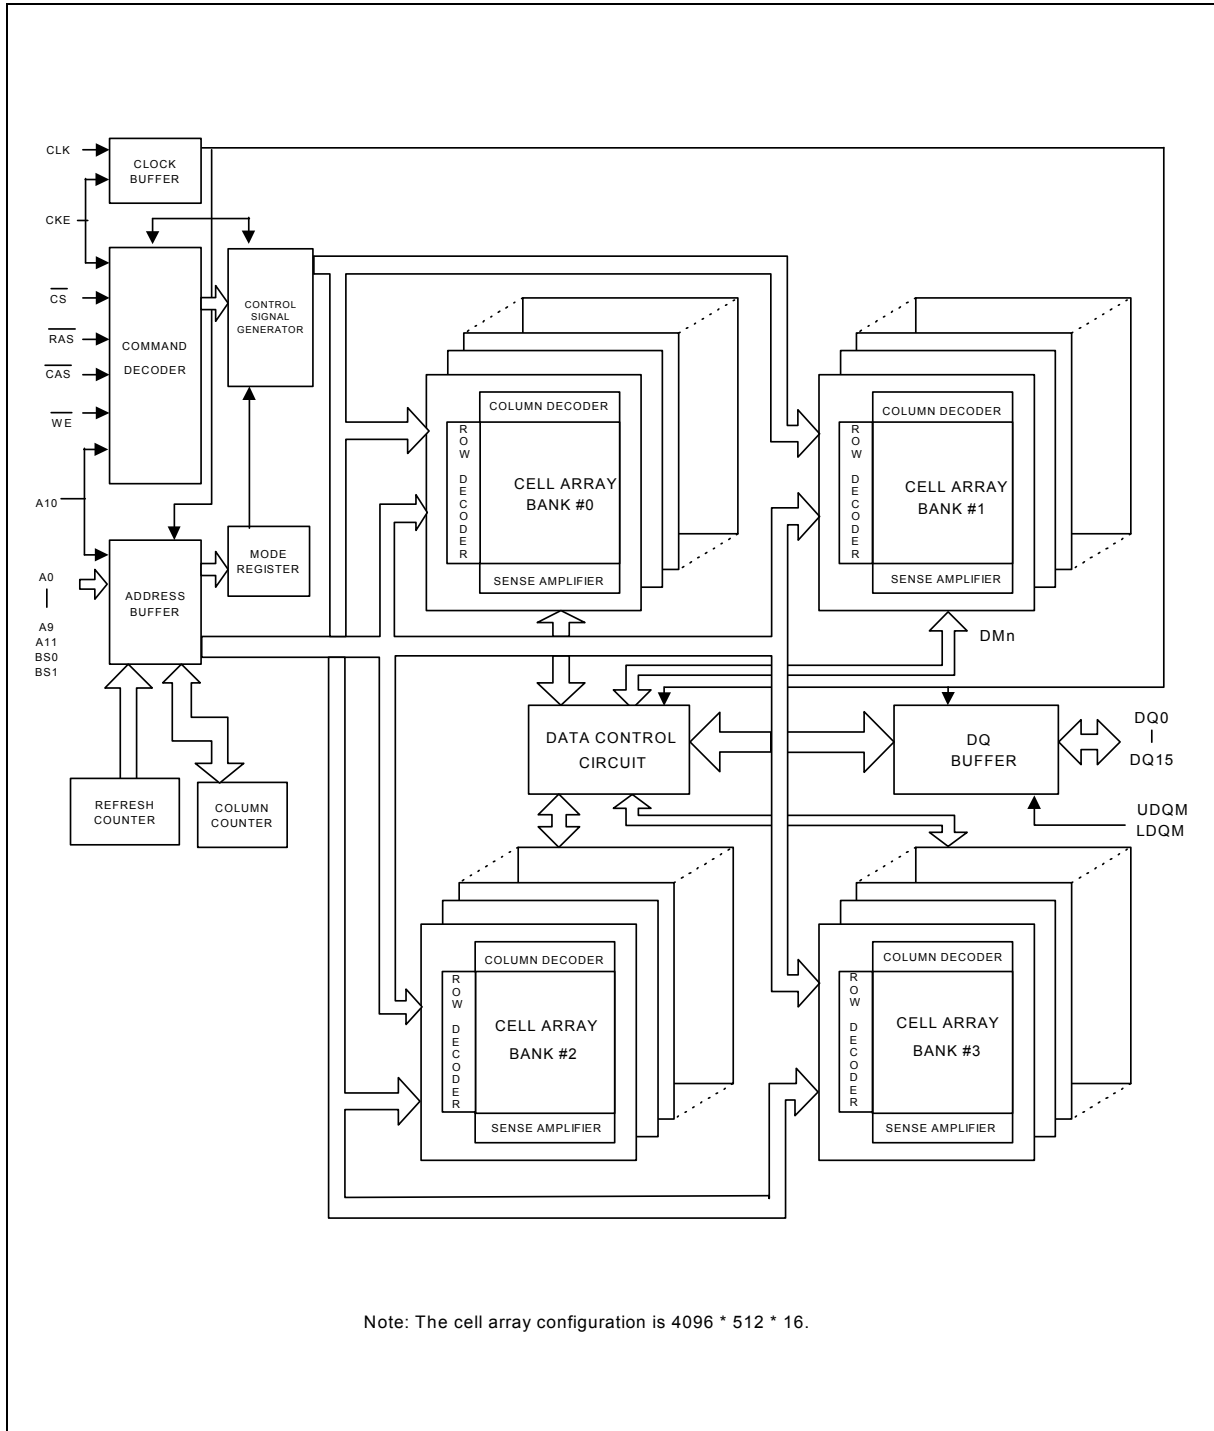 CLK
CLOCK
BUFFER
CKE
CS
RAS
CAS
WE
COMMAND
DECODER
CONTROL
SIGNAL
GENERATOR
A10
A0
A9
A11
BS0
BS1
ADDRESS
BUFFER
MODE
REGISTER
REFRESH
COUNTER
COLUMN
COUNTER
COLUMN DECODER
ROW DECODER
CELL ARRAY
BANK #0
SENSE AMPLIFIER
COLUMN DECODER
ROW DECODER
CELL ARRAY
BANK #1
SENSE AMPLIFIER
DMn
DATA CONTROL
CIRCUIT
DQ
BUFFER
DQ0
DQ15
UDQM
LDQM
COLUMN DECODER
ROW DECODER
CELL ARRAY
BANK #2
SENSE AMPLIFIER
COLUMN DECODER
ROW DECODER
CELL ARRAY
BANK #3
SENSE AMPLIFIER
Note: The cell array configuration is 4096 * 512 * 16.